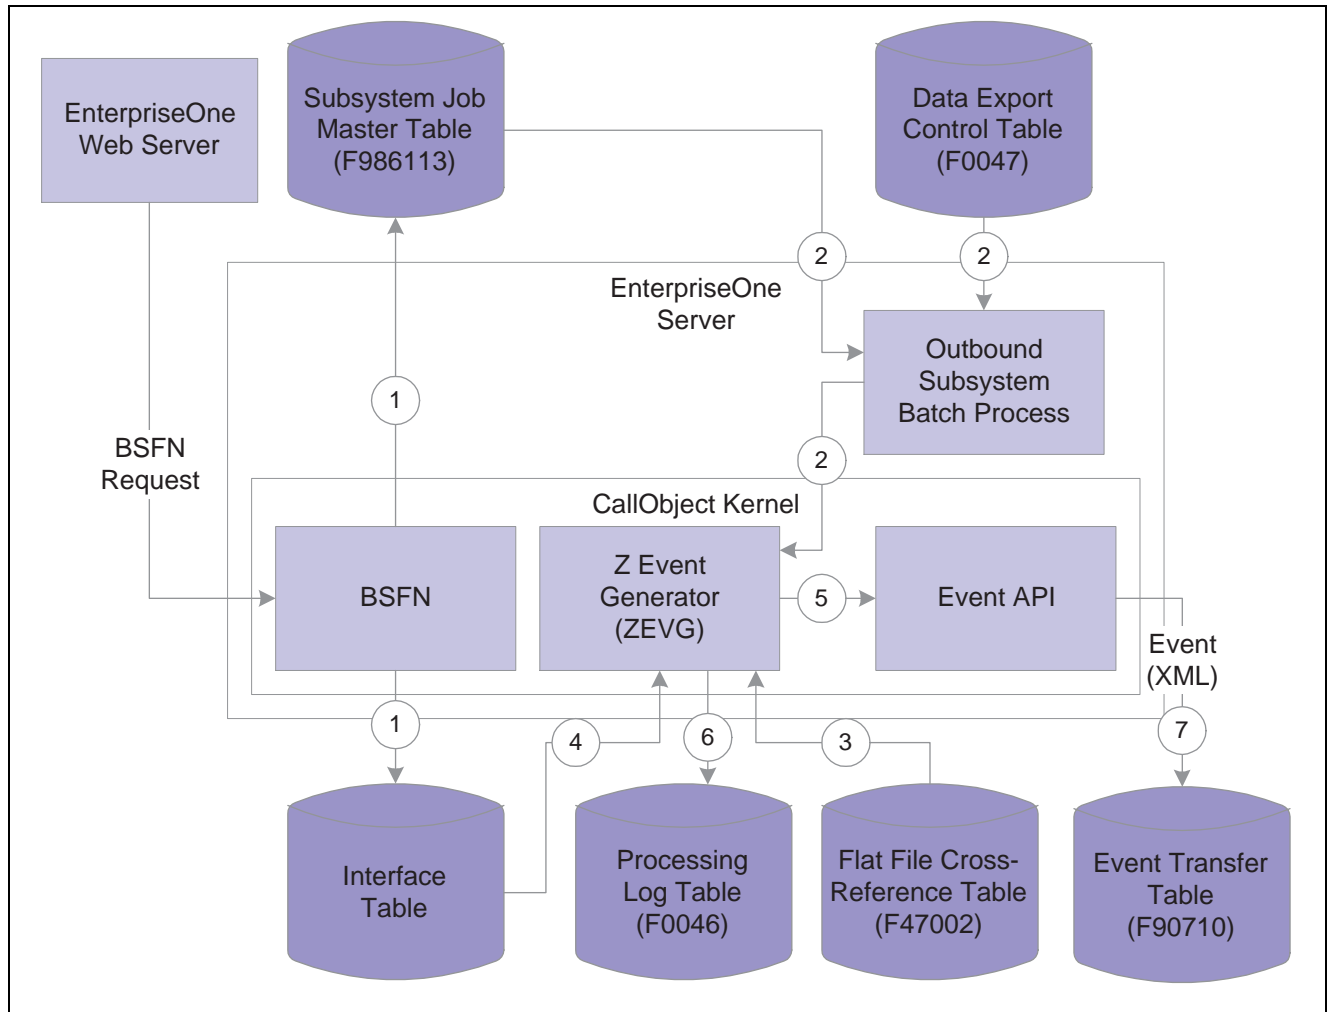 EnterpriseOne
Web Server
Subsystem Job
Master Table
(F986113)
Data Export
Control Table
(F0047)
2
2
EnterpriseOne
Server
Outbound
Subsystem
Batch Process
1
BSFN
Request
2
CallObject Kernel
BSFN
Z Event
Generator
(ZEVG)
5
Event API
Event
(XML)
1
4
6
3
7
Interface
Table
Processing
Log Table
(F0046)
Flat File Cross-
Reference Table
(F47002)
Event Transfer
Table
(F90710)